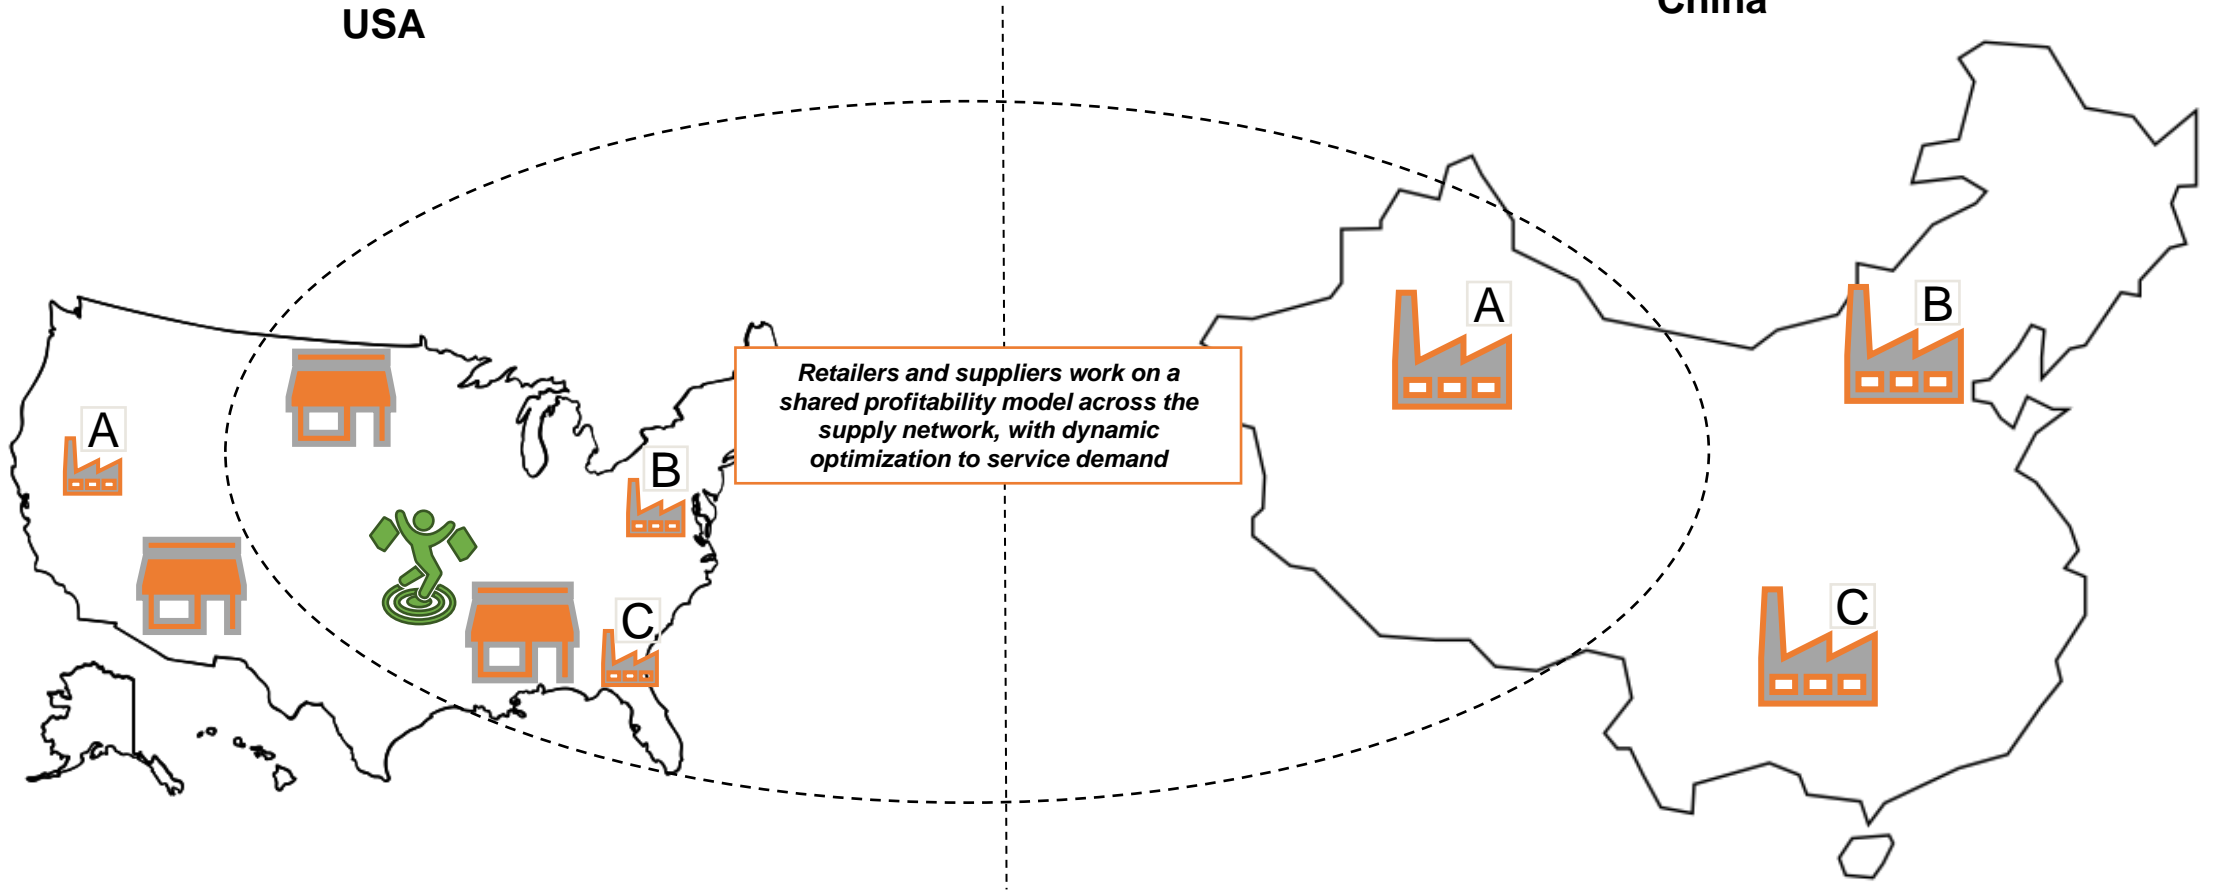 USA
China
A
B
A
B
C
C
Retailers and suppliers work on a
shared profitability model across the
supply network, with dynamic
optimization to service demand